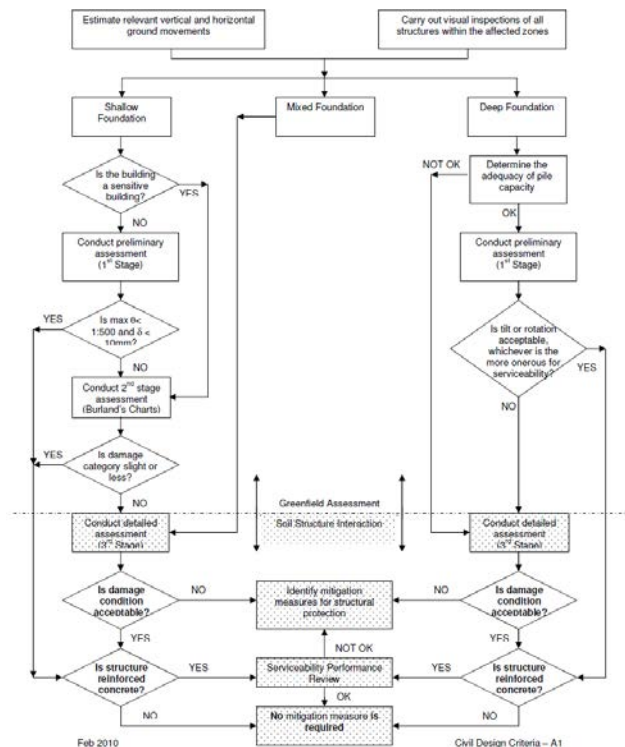 Estimate relevant vertical and horizontal
ground movements
Carry out visual inspections of all
structures within the affected zones
Shallow
Foundation
Mixed Foundation
Deep Foundation
Is the building
a sensitive
building?
YES
NO
NOT OK
Determine the
adequacy of pile
capacity
OK
Conduct preliminary
assessment
(1st Stage)
Conduct preliminary
assessment
(1st Stage)
YES
Is max θ<
1:500 and δ <
10mm?
NO
Is tilt or rotation
acceptable,
whichever is the
more onerous for
serviceability?
YES
NO
Conduct 2nd stage
assessment
(Burland's Charts)
YES
Is damage
category slight or
less?
NO
Greenfield Assessment
Soil Structure Interaction
Conduct detailed
assessment
(3rd Stage)
Conduct detailed
assessment
(3rd Stage)
Is damage
condition
acceptable?
NO
YES
Identify mitigation
measures for structural
protection
NO
Is damage
condition
acceptable?
YES
NOT OK
Is structure
reinforced
concrete?
YES
NO
Serviceability Performance
Review
OK
YES
Is structure
reinforced
concrete?
NO
No mitigation measure is
required
Feb 2010
Civil Design Criteria – A1